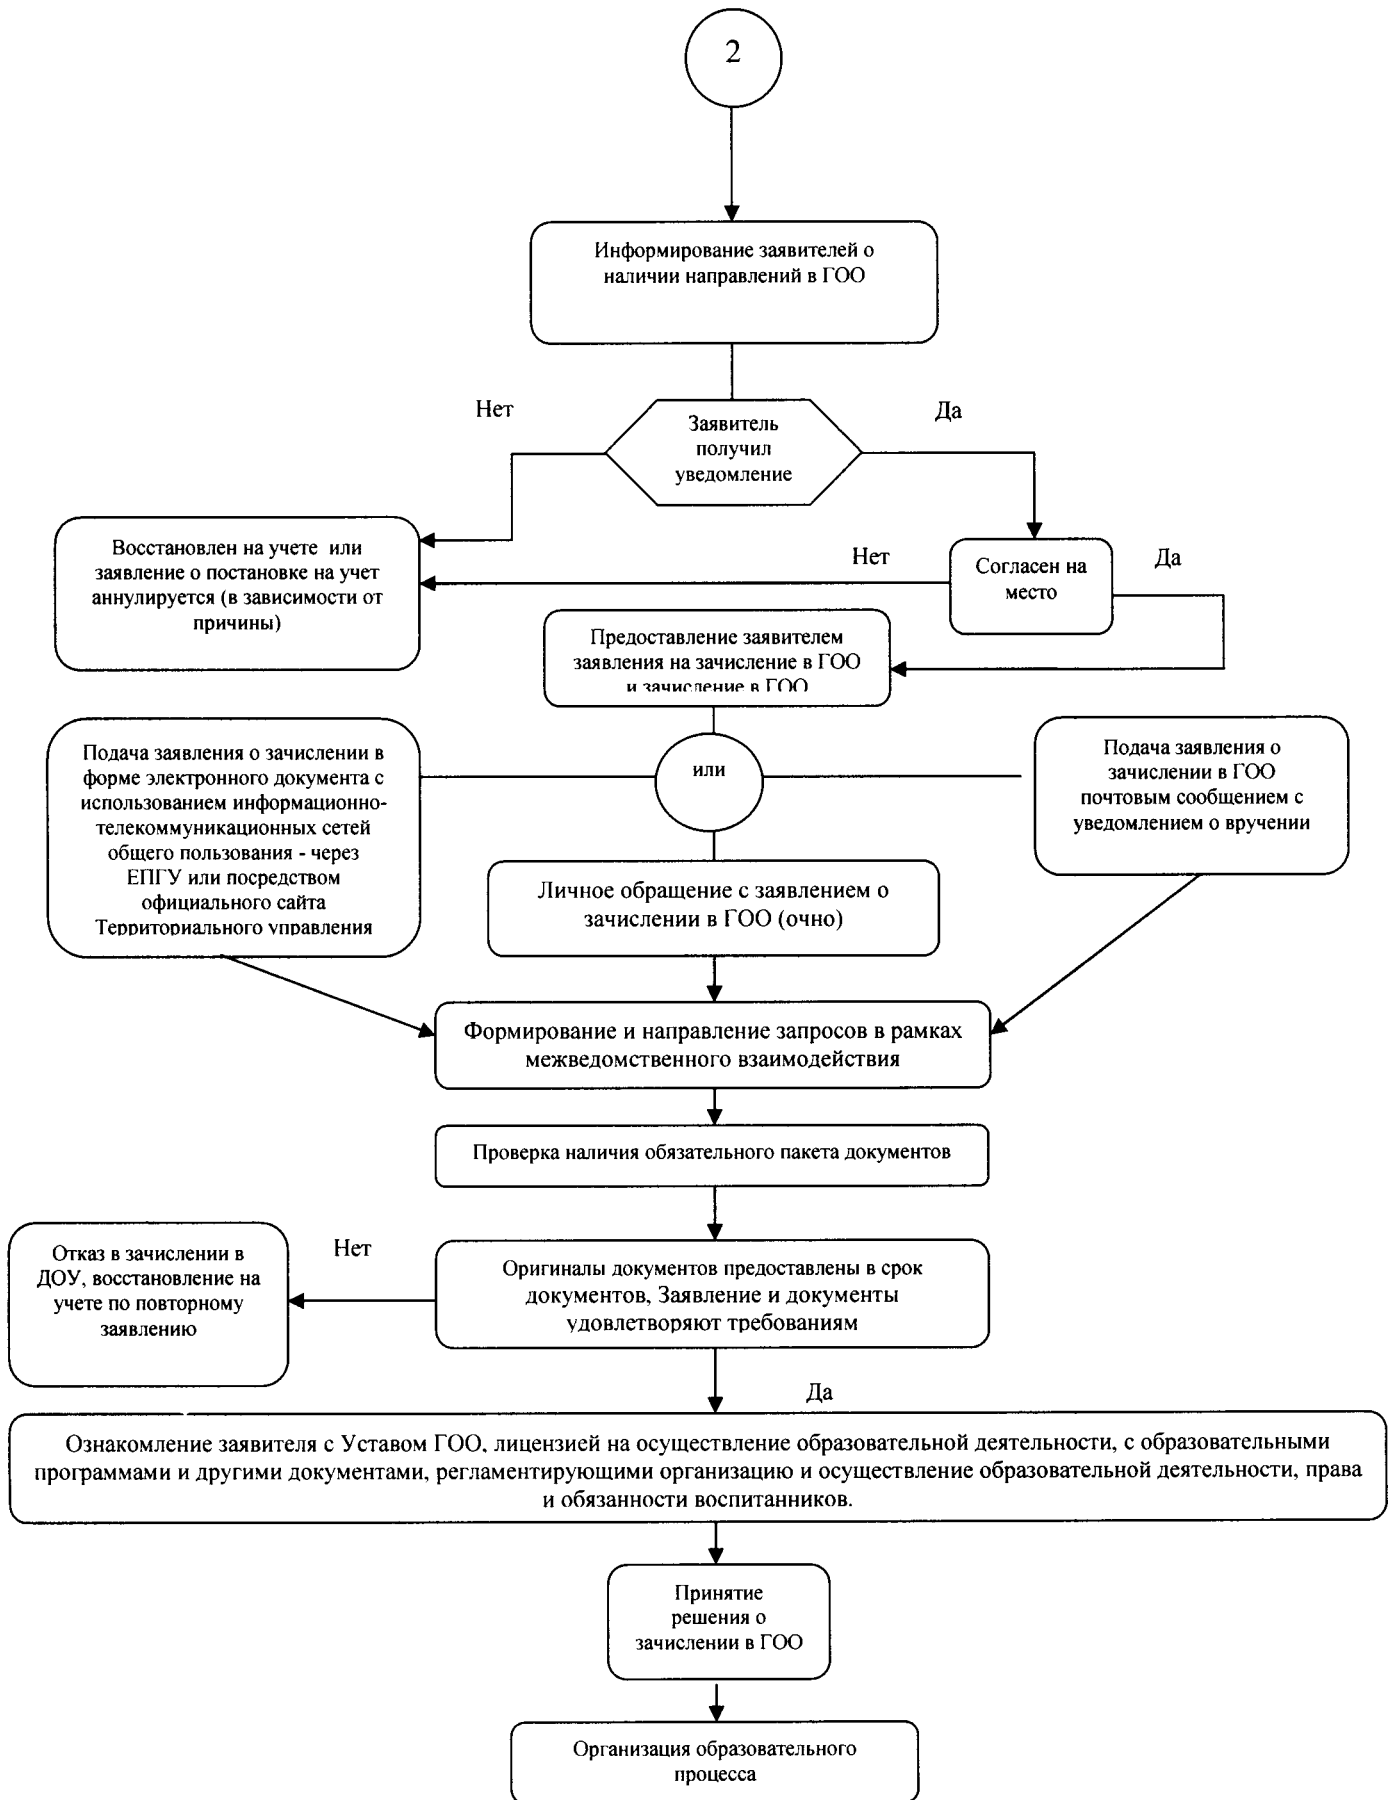 2
Информирование заявителей о
наличии направлений в ГОО
Нет
Да
Заявитель
получил
уведомление
Восстановлен на учете или
заявление о постановке на учет
аннулируется (в зависимости от
причины)
Нет
Согласен на
место
Да
Предоставление заявителем
заявления на зачисление в ГОО
и зачисление в ГОО
Подача заявления о зачислении в
форме электронного документа с
использованием информационно-
телекоммуникационных сетей
общего пользования - через
ЕПГУ или посредством
официального сайта
Территориального управления
или
Подача заявления о
зачислении в ГОО
почтовым сообщением с
уведомлением о вручении
Личное обращение с заявлением о
зачислении в ГОО (очно)
Формирование и направление запросов в рамках
межведомственного взаимодействия
Проверка наличия обязательного пакета документов
Отказ в зачислении в
ДОУ, восстановление на
учете по повторному
заявлению
Нет
Оригиналы документов предоставлены в срок
документов, Заявление и документы
удовлетворяют требованиям
Да
Ознакомление заявителя с Уставом ГОО, лицензией на осуществление образовательной деятельности, с образовательными
программами и другими документами, регламентирующими организацию и осуществление образовательной деятельности, права
и обязанности воспитанников.
Принятие
решения о
зачислении в ГОО
Организация образовательного
процесса